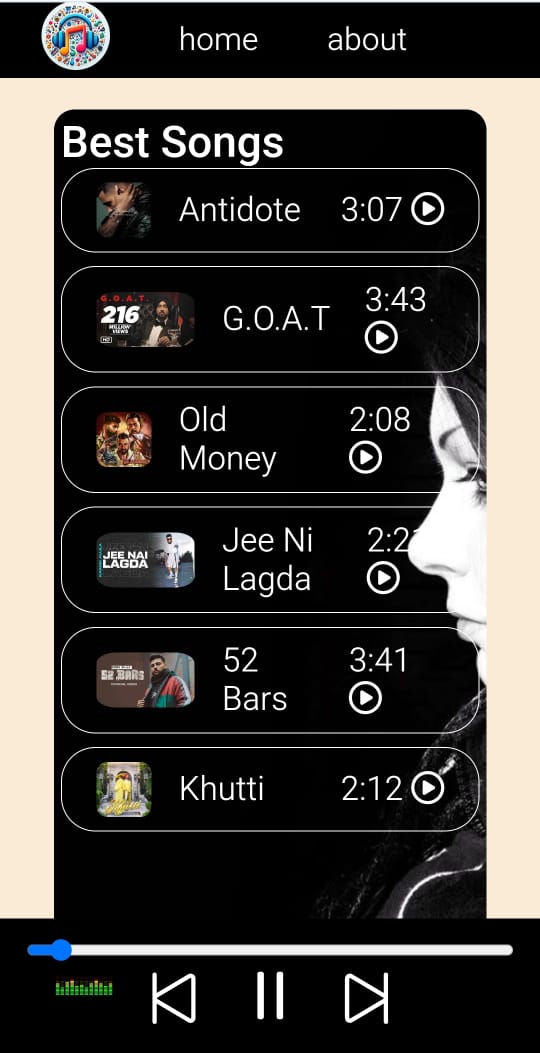 home about
Best Songs
Antidote 3:07
G.O.A.T.
216
MILLION
VIEWS
HD
G.O.A.T 3:43
Old 2:08
Money
JEE NAI
LAGDA
Jee Ni 2:2
Lagda
52 BARS
52 3:41
Bars
Khutti 2:12